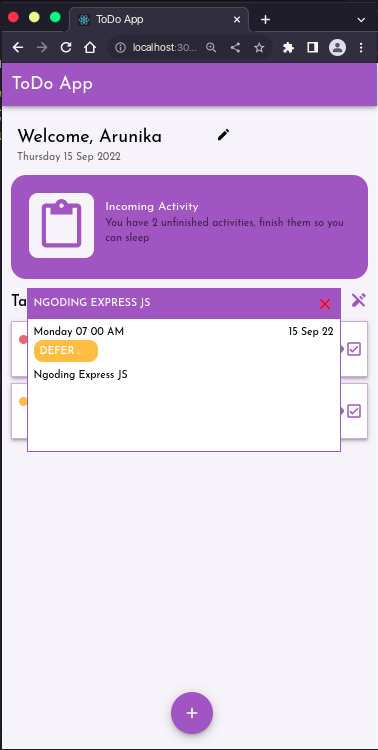 ToDo App
localhost:30...
ToDo App
Welcome, Arunika
Thursday 15 Sep 2022
Incoming Activity
You have 2 unfinished activities, finish them so you
can sleep
Ta
NGODING EXPRESS JS
Monday 07 00 AM
15 Sep 22
DEFER :
Ngoding Express JS